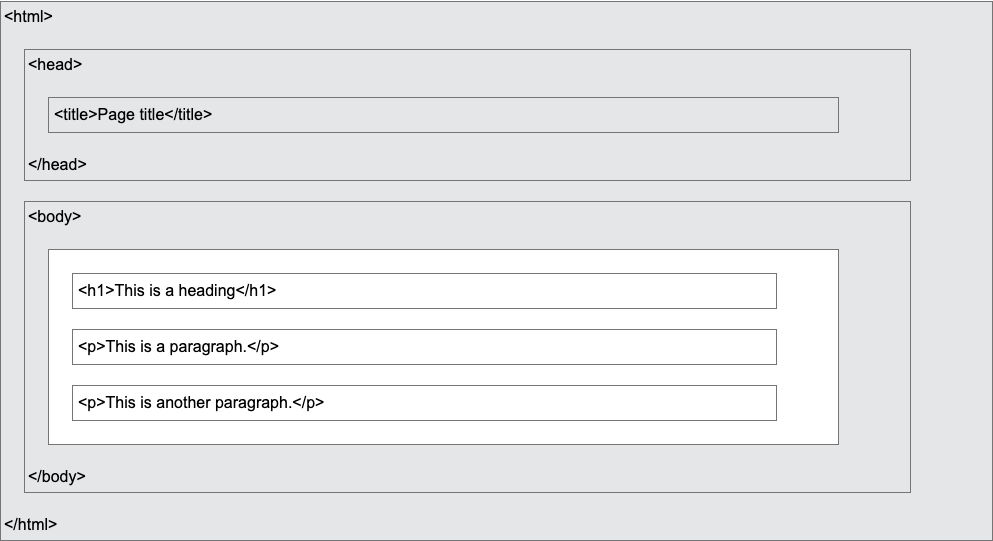 <html>
<head>
<title>Page title</title>
</head>
<body>
<h1>This is a heading</h1>
<p>This is a paragraph.</p>
<p>This is another paragraph.</p>
</body>
</html>